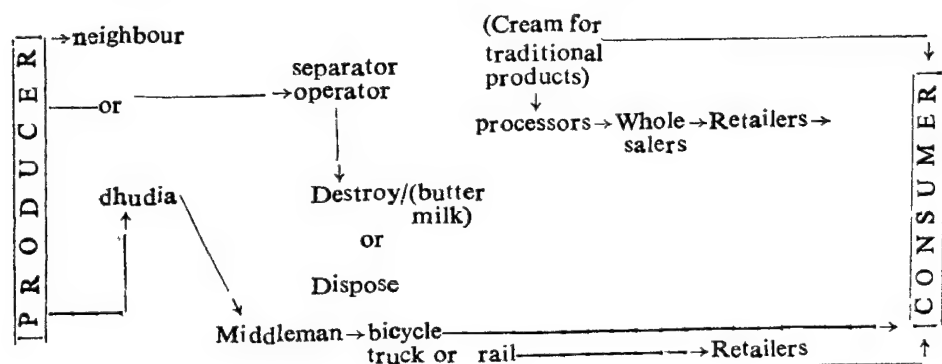 PRODUCER
→neighbour
or
separator
→operator
(Cream for
traditional
products)
processors→Whole→Retailers→
salers
dhudia
Destroy/(butter
milk)
or
Dispose
Middleman→bicycle→
truck or rail→Retailers
CONSUMER